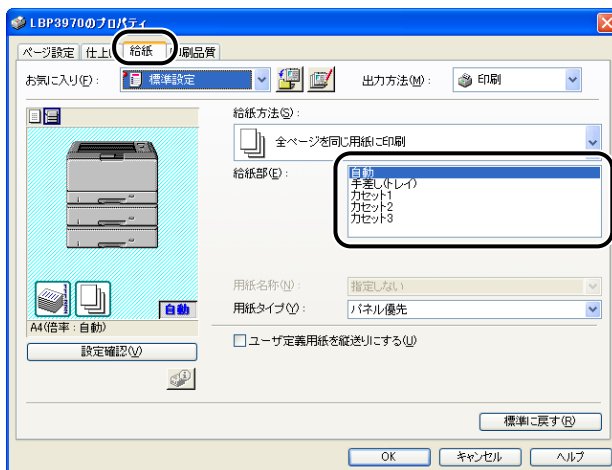 LBP3970のプロパティ
ページ設定 仕上げ 給紙 印刷品質
お気に入り(F): 標準設定 出力方法(M): 印刷
給紙方法(S):
全ページを同じ用紙に印刷
給紙部(E):
自動
手差し(トレイ)
カセット1
カセット2
カセット3
自動
A4(倍率:自動)
設定確認(V)
用紙名称(N): 指定しない
用紙タイプ(Y): パネル優先
ユーザ定義用紙を縦送りにする(U)
標準に戻す(R)
OK キャンセル ヘルプ